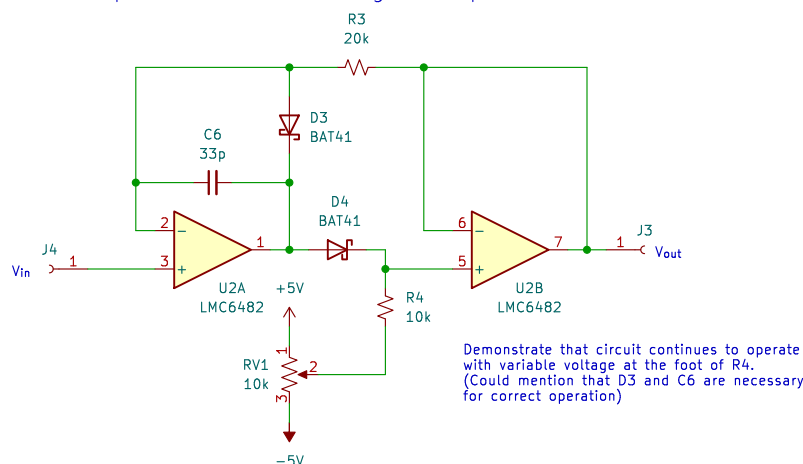 R3
20k
D3
BAT41
C6
33p
D4
BAT41
2
−
1
6
−
7
J3
1
Vout
J4
1
Vin
3
+
5
+
U2A
LMC6482
+5V
U2B
LMC6482
R4
10k
1
RV1
10k
2
3
−5V
Demonstrate that circuit continues to operate
with variable voltage at the foot of R4.
(Could mention that D3 and C6 are necessary
for correct operation)